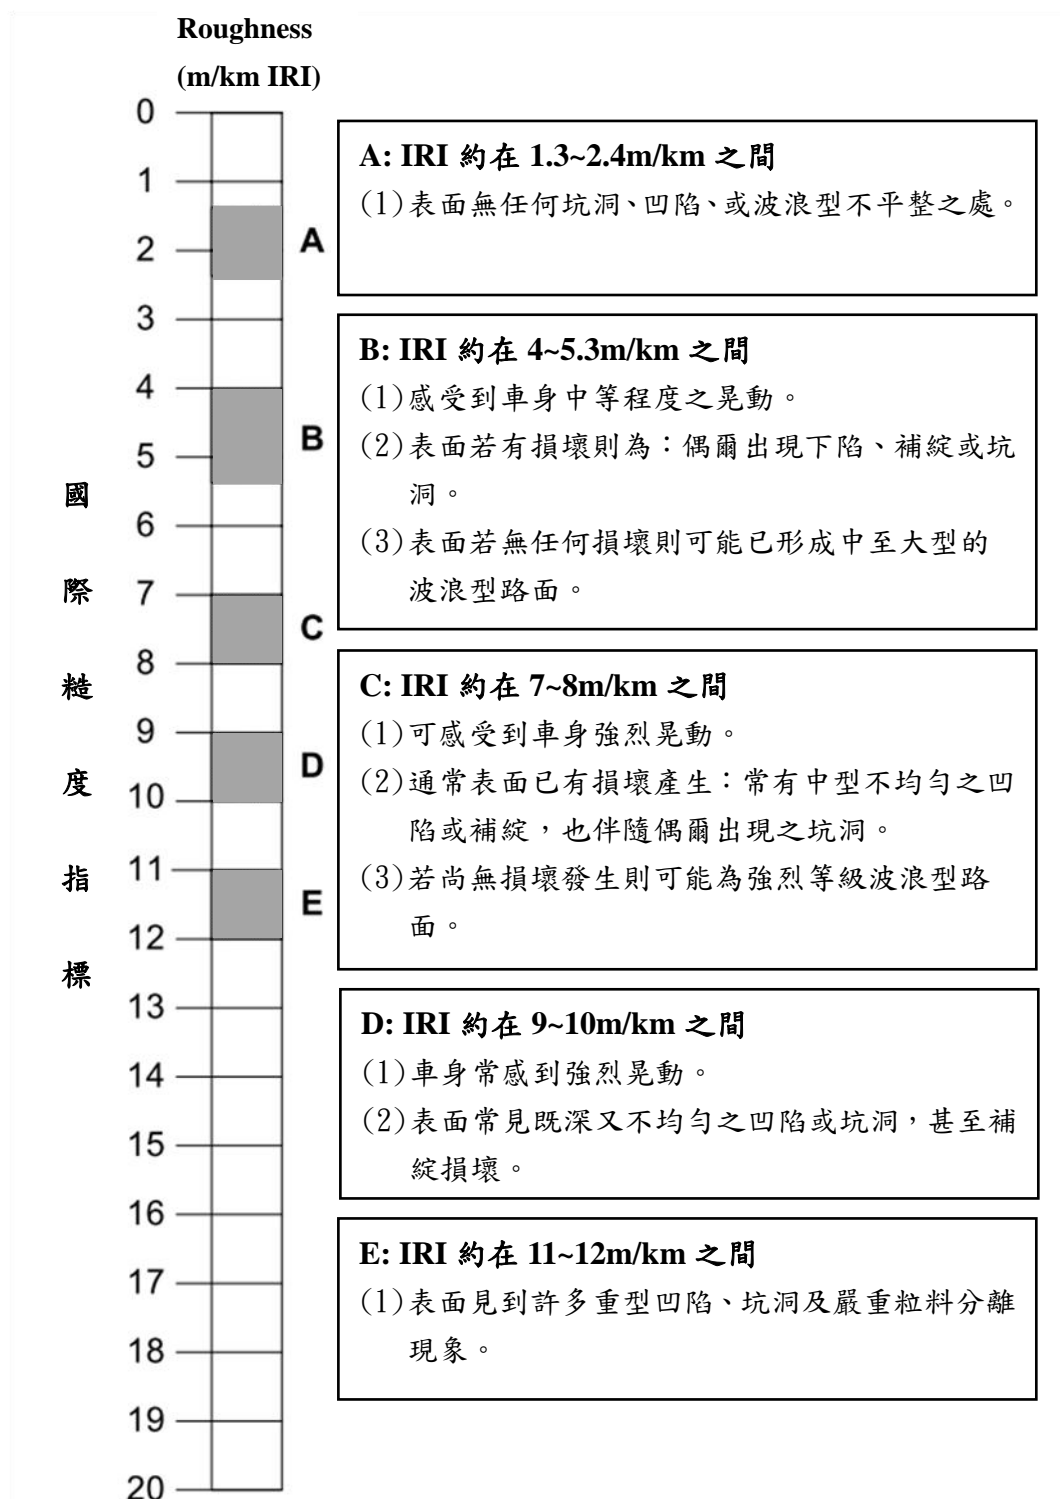 Roughness
(m/km IRI)
0
1
2
3
4
5
6
7
8
9
10
11
12
13
14
15
16
17
18
19
20
A
B
C
D
E
國
際
糙
度
指
標
A: IRI 約在 1.3~2.4m/km 之間
(1)表面無任何坑洞、凹陷、或波浪型不平整之處。
B: IRI 約在 4~5.3m/km 之間
(1)感受到車身中等程度之晃動。
(2)表面若有損壞則為：偶爾出現下陷、補綻或坑
洞。
(3)表面若無任何損壞則可能已形成中至大型的
波浪型路面。
C: IRI 約在 7~8m/km 之間
(1)可感受到車身強烈晃動。
(2)通常表面已有損壞產生：常有中型不均勻之凹
陷或補綻，也伴隨偶爾出現之坑洞。
(3)若尚無損壞發生則可能為強烈等級波浪型路
面。
D: IRI 約在 9~10m/km 之間
(1)車身常感到強烈晃動。
(2)表面常見既深又不均勻之凹陷或坑洞，甚至補
綻損壞。
E: IRI 約在 11~12m/km 之間
(1)表面見到許多重型凹陷、坑洞及嚴重粒料分離
現象。